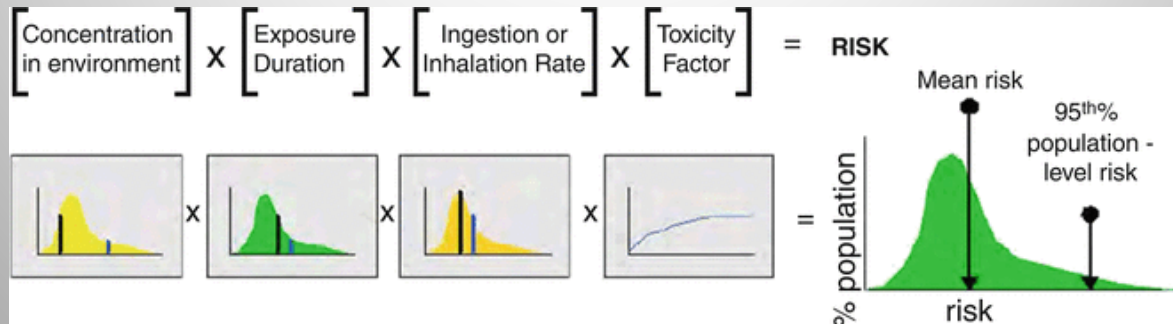 Concentration
in environment
x
Exposure
Duration
x
Ingestion or
Inhalation Rate
x
Toxicity
Factor
=
RISK
Mean risk
95th%
population -
level risk
x
x
x
=
% population
risk